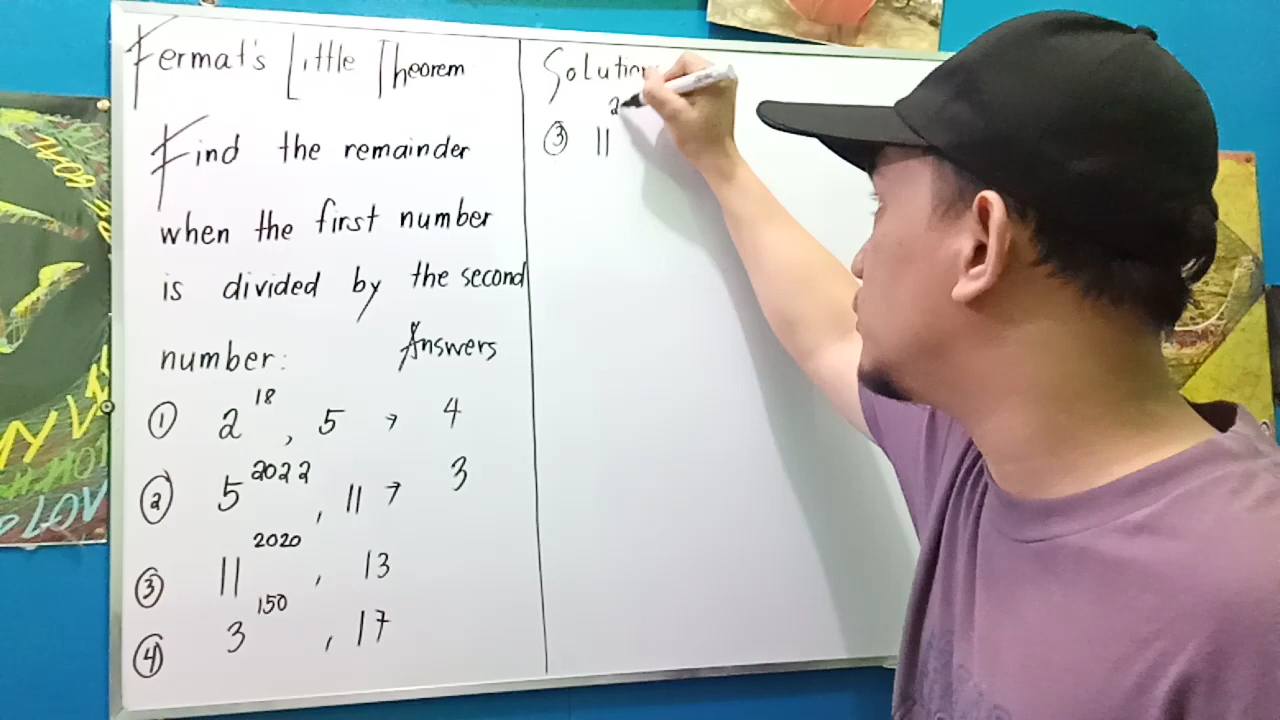 Fermat's Little Theorem
Find the remainder
when the first number
is divided by the second
number: Answers
① 2^18, 5 → 4
② 5^2022, 11 → 3
③ 11^2020, 13
④ 3^150, 17
Solution
③ 11^2
LOV